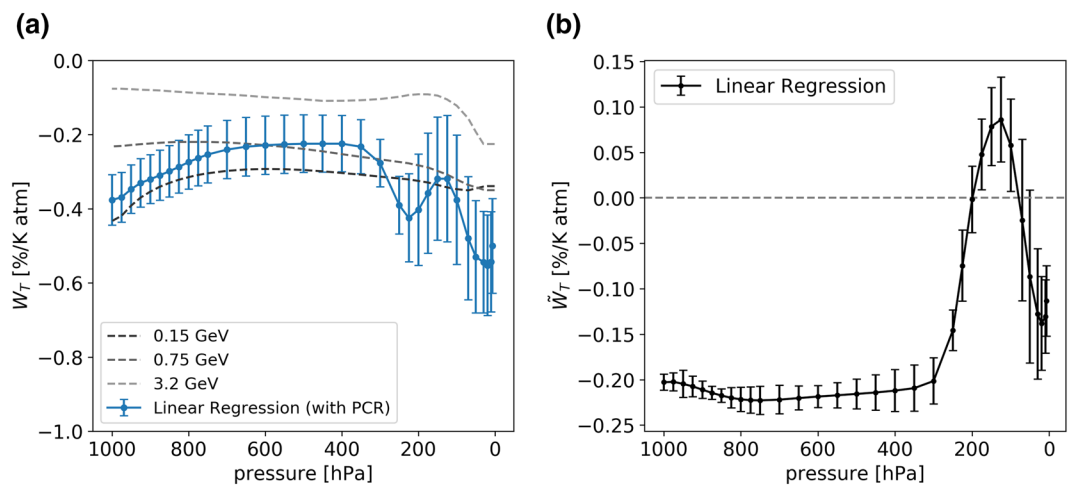 (a)
0.0
−0.2
−0.4
−0.6
−0.8
−1.0
W_T [%/K atm]
0.15 GeV
0.75 GeV
3.2 GeV
Linear Regression (with PCR)
1000 800 600 400 200 0
pressure [hPa]
(b)
0.15
0.10
0.05
0.00
−0.05
−0.10
−0.15
−0.20
−0.25
W̃_T [%/K atm]
Linear Regression
1000 800 600 400 200 0
pressure [hPa]